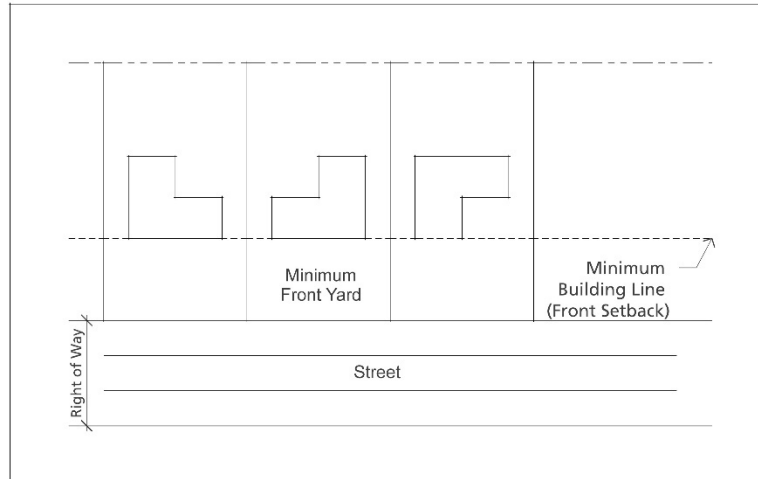 Minimum
Front Yard
Minimum
Building Line
(Front Setback)
Street
Right of Way